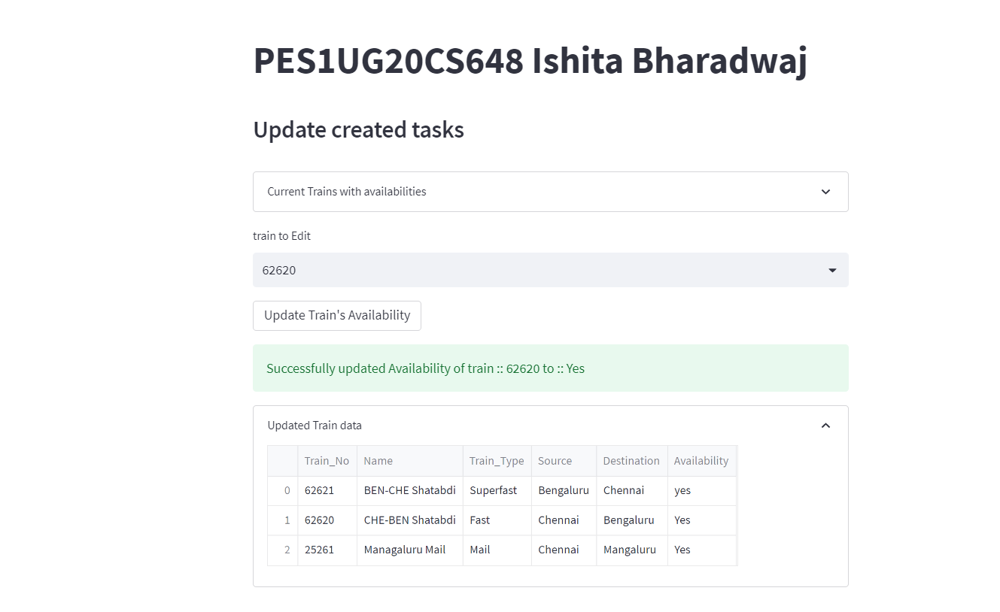 PES1UG20CS648 Ishita Bharadwaj
Update created tasks
Current Trains with availabilities
train to Edit
62620
Update Train's Availability
Successfully updated Availability of train :: 62620 to :: Yes
Updated Train data
Train_No Name Train_Type Source Destination Availability
0 62621 BEN-CHE Shatabdi Superfast Bengaluru Chennai yes
1 62620 CHE-BEN Shatabdi Fast Chennai Bengaluru Yes
2 25261 Managaluru Mail Mail Chennai Mangaluru Yes